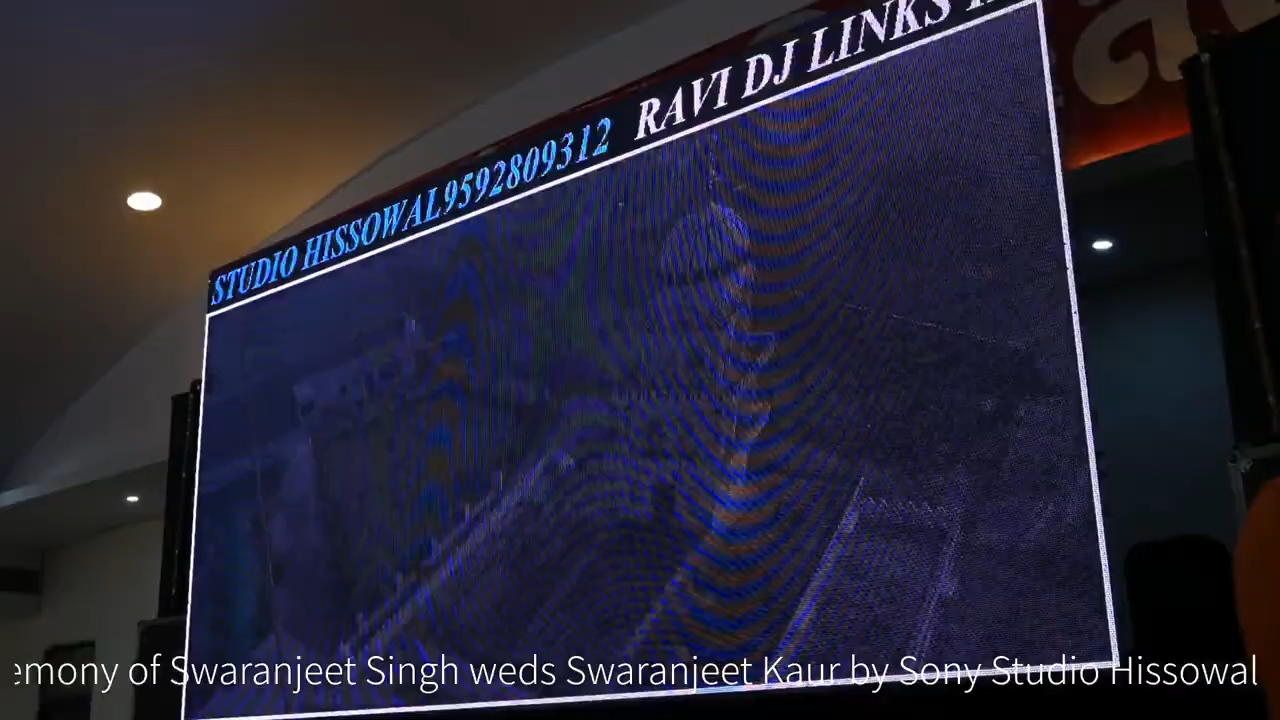 STUDIO HISSOWAL9592809312 RAVI DJ LINKS
emony of Swaranjeet Singh weds Swaranjeet Kaur by Sony Studio Hissowal